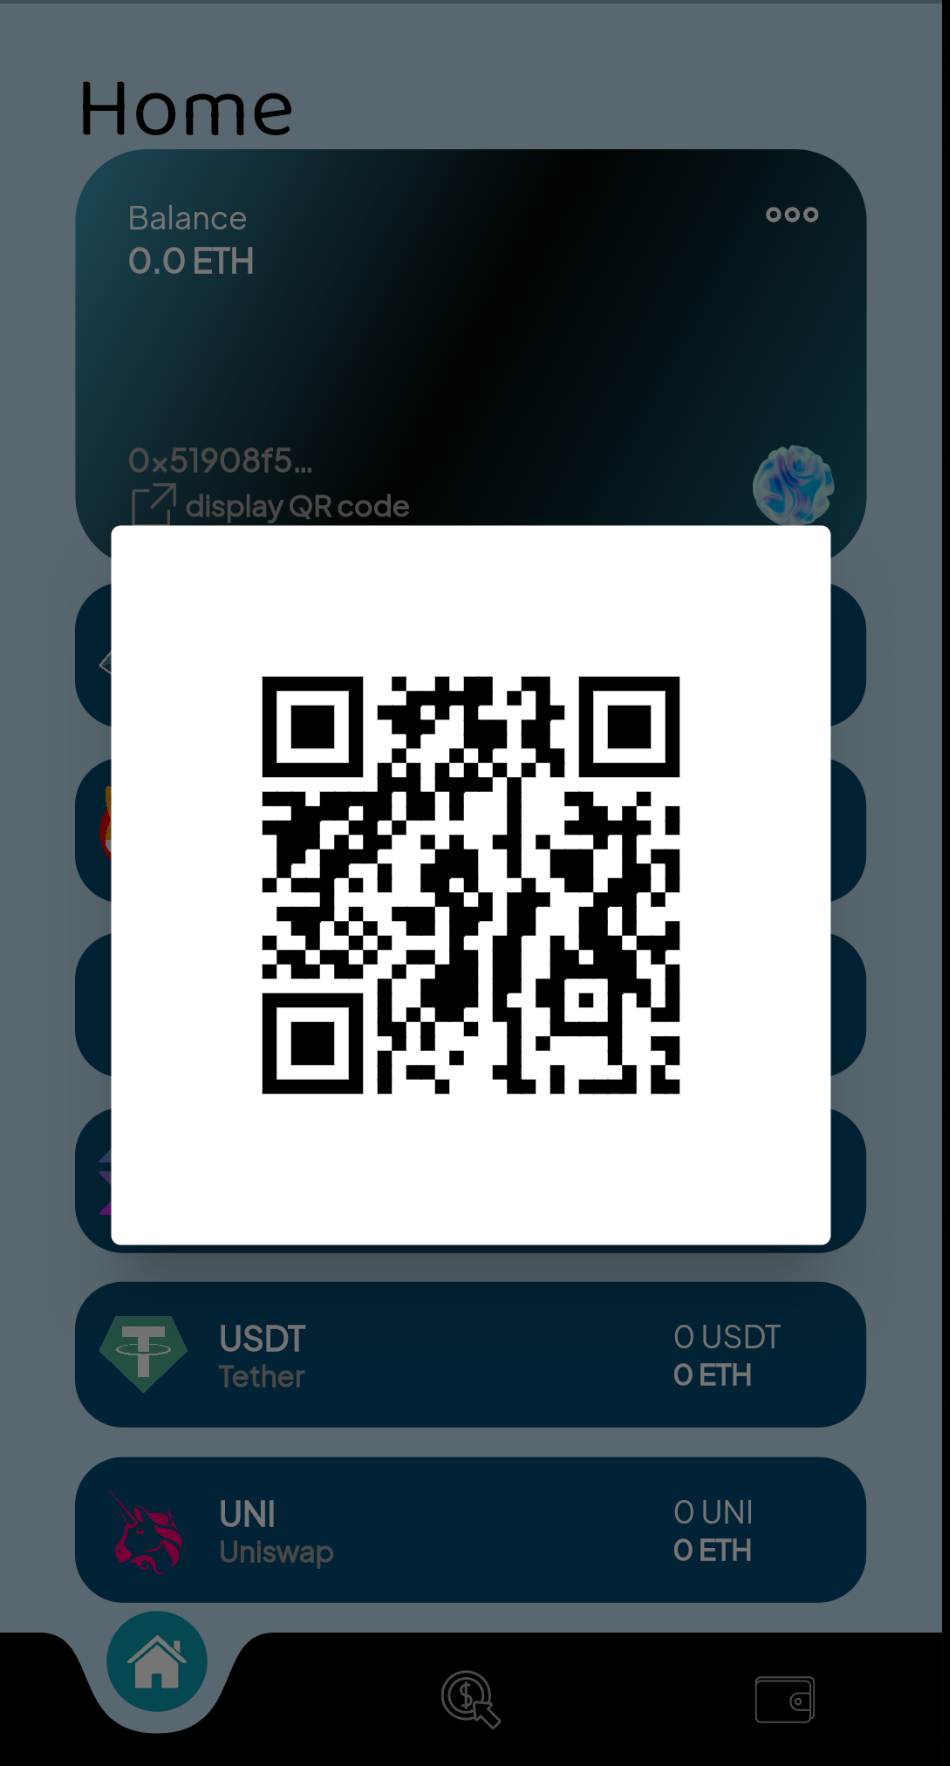 Home
Balance
0.0 ETH
0x51908f5...
display QR code
USDT
0 USDT
Tether
0 ETH
UNI
0 UNI
Uniswap
0 ETH